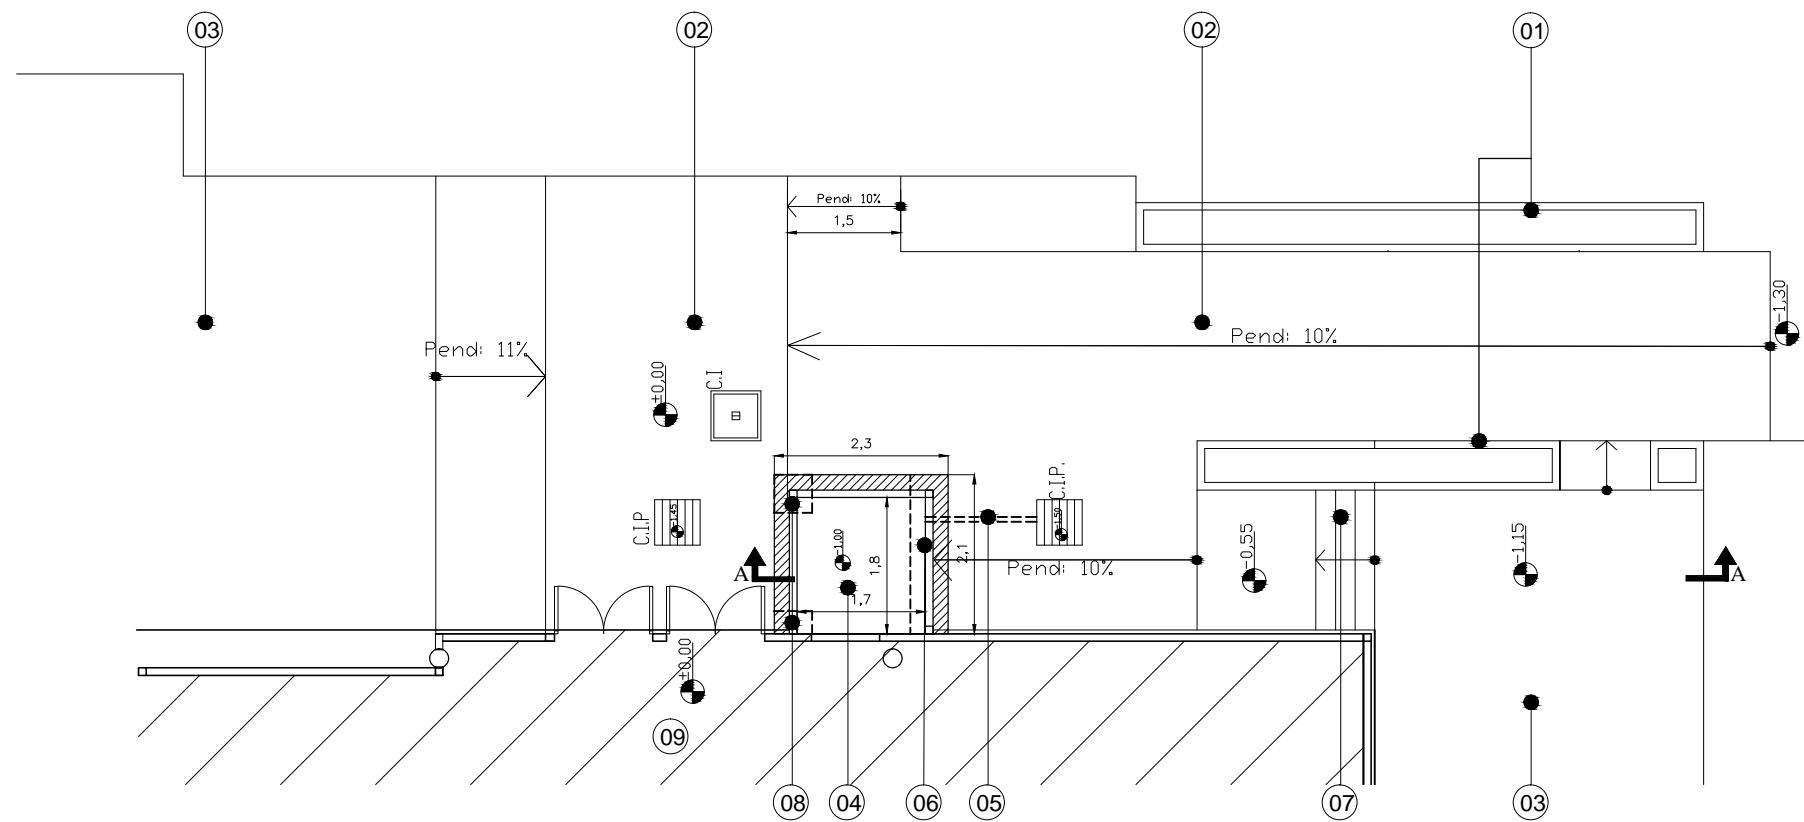 03
02
02
01
Pend: 10%
1,5
-1,30
Pend: 10%
Pend: 11%
±0,00
C.I
2,3
C.I.P
-1,45
C.I.P.
-1,50
-1,00
1,8
2,1
-0,55
-1,15
A
Pend: 10%
A
1,7
±0,00
09
08
04
06
05
07
03